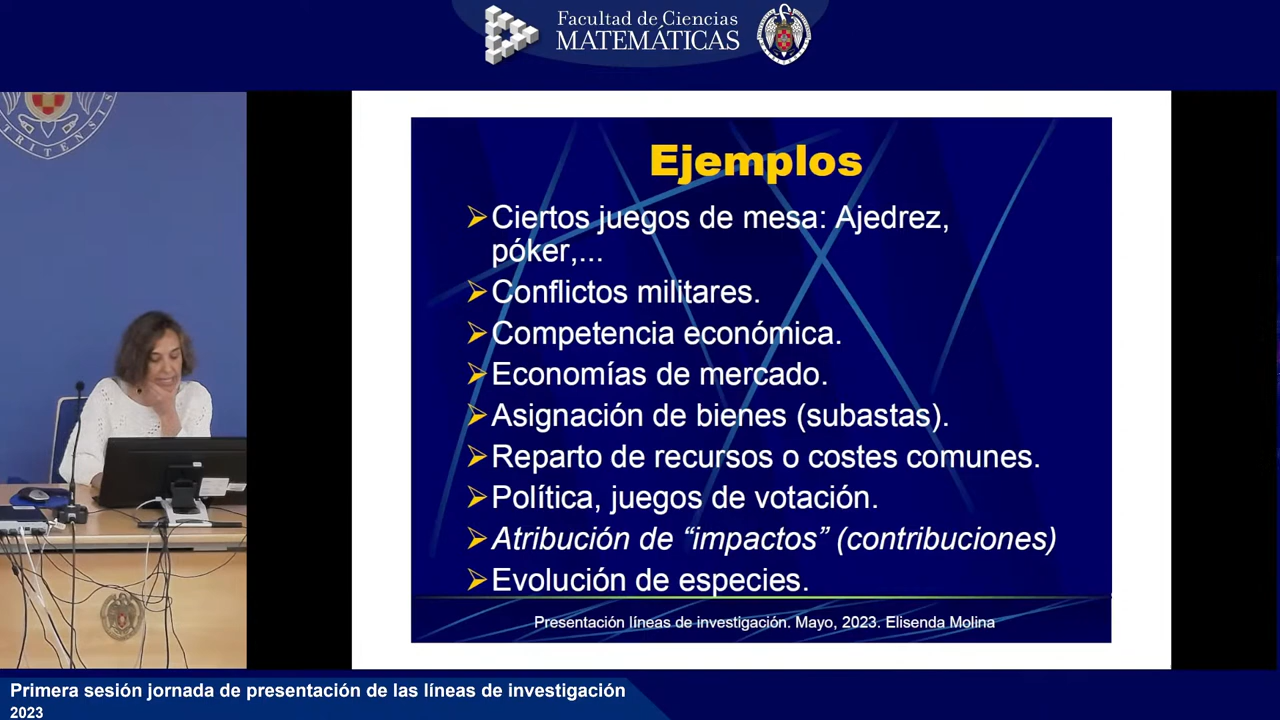 Facultad de Ciencias
MATEMÁTICAS
TRITENSIS
Ejemplos
Ciertos juegos de mesa: Ajedrez,
póker,...
Conflictos militares.
Competencia económica.
Economías de mercado.
Asignación de bienes (subastas).
Reparto de recursos o costes comunes.
Política, juegos de votación.
Atribución de “impactos” (contribuciones)
Evolución de especies.
Presentación líneas de investigación. Mayo, 2023. Elisenda Molina
Primera sesión jornada de presentación de las líneas de investigación
2023